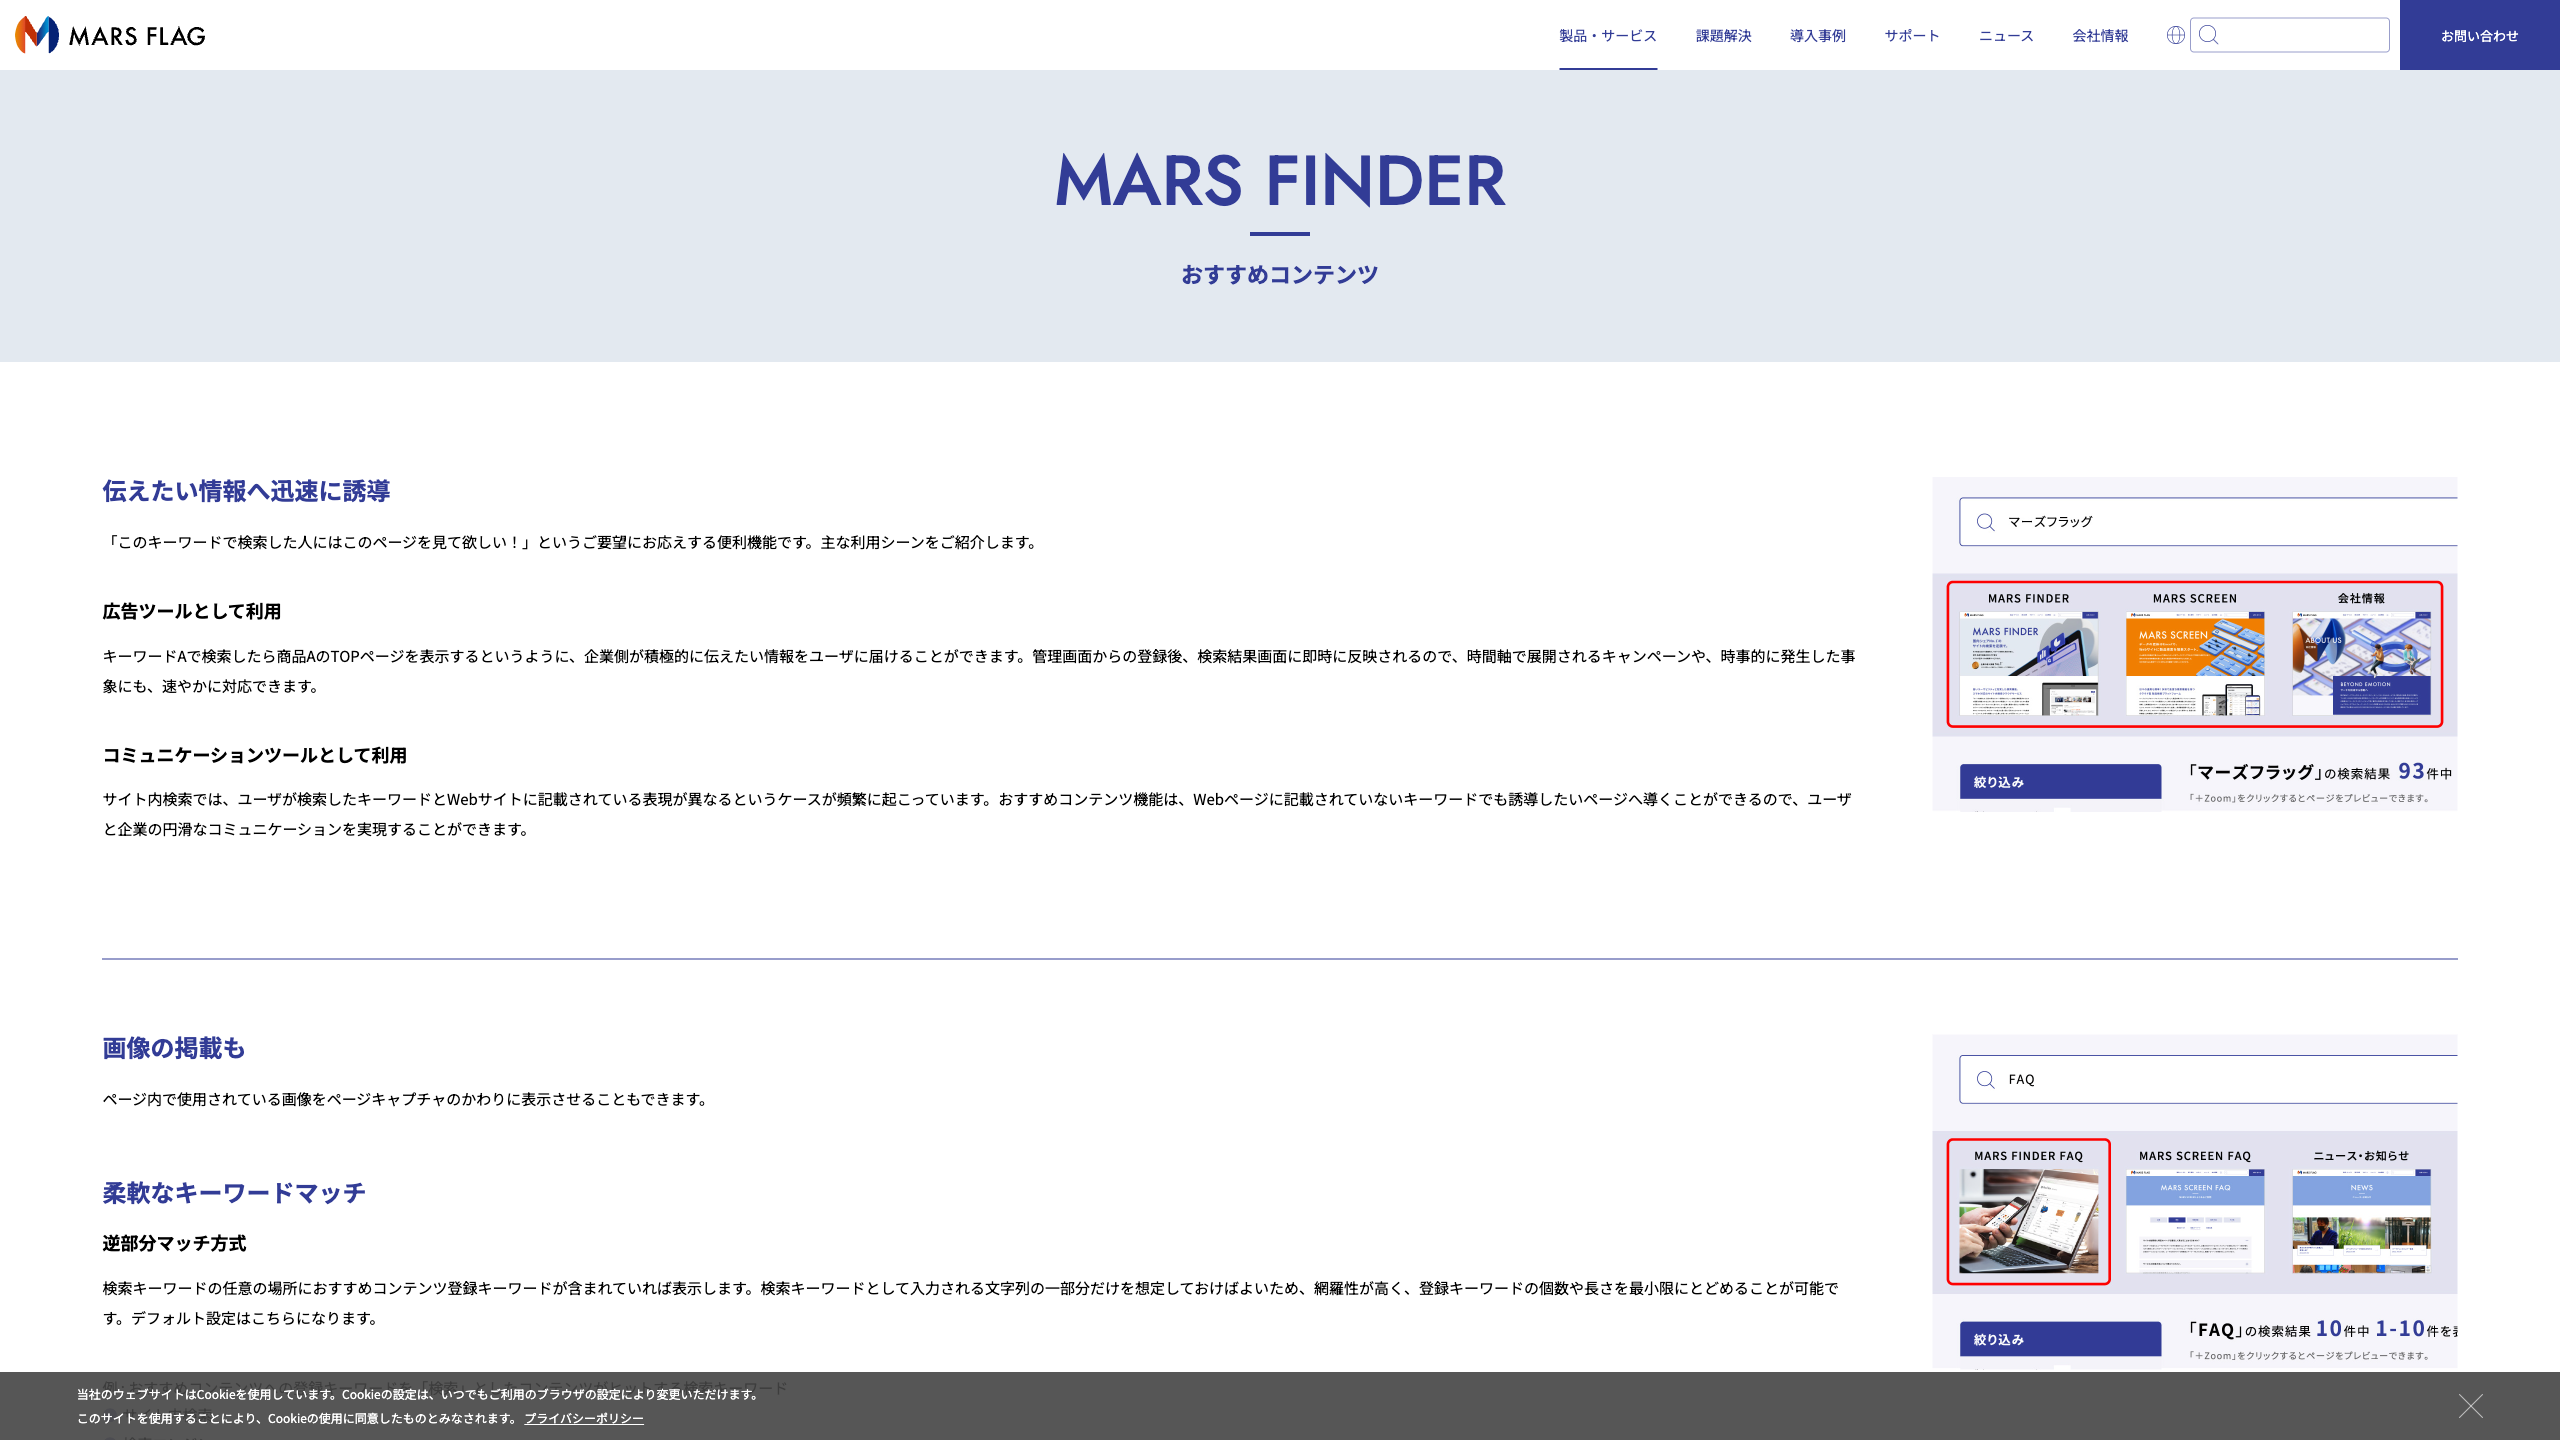 MARS FLAG
製品・サービス
課題解決
導入事例
サポート
ニュース
会社情報
お問い合わせ
MARS FINDER
おすすめコンテンツ
伝えたい情報へ迅速に誘導
「このキーワードで検索した人にはこのページを見て欲しい！」というご要望にお応えする便利機能です。主な利用シーンをご紹介します。
広告ツールとして利用
キーワードAで検索したら商品AのTOPページを表示するというように、企業側が積極的に伝えたい情報をユーザに届けることができます。管理画面からの登録後、検索結果画面に即時に反映されるので、時間軸で展開されるキャンペーンや、時事的に発生した事
象にも、速やかに対応できます。
コミュニケーションツールとして利用
サイト内検索では、ユーザが検索したキーワードとWebサイトに記載されている表現が異なるというケースが頻繁に起こっています。おすすめコンテンツ機能は、Webページに記載されていないキーワードでも誘導したいページへ導くことができるので、ユーザ
と企業の円滑なコミュニケーションを実現することができます。
マーズフラッグ
MARS FINDER
MARS SCREEN
会社情報
MARS FINDER
MARS SCREEN
ABOUT US
BEYOND EMOTION
絞り込み
「マーズフラッグ」の検索結果 93件中
「＋Zoom」をクリックするとページをプレビューできます。
画像の掲載も
ページ内で使用されている画像をページキャプチャのかわりに表示させることもできます。
柔軟なキーワードマッチ
逆部分マッチ方式
検索キーワードの任意の場所におすすめコンテンツ登録キーワードが含まれていれば表示します。検索キーワードとして入力される文字列の一部分だけを想定しておけばよいため、網羅性が高く、登録キーワードの個数や長さを最小限にとどめることが可能で
す。デフォルト設定はこちらになります。
FAQ
MARS FINDER FAQ
MARS SCREEN FAQ
ニュース・お知らせ
MARS SCREEN FAQ
NEWS
絞り込み
「FAQ」の検索結果 10件中 1-10件を
「＋Zoom」をクリックするとページをプレビューできます。
当社のウェブサイトはCookieを使用しています。Cookieの設定は、いつでもご利用のブラウザの設定により変更いただけます。
このサイトを使用することにより、Cookieの使用に同意したものとみなされます。 プライバシーポリシー